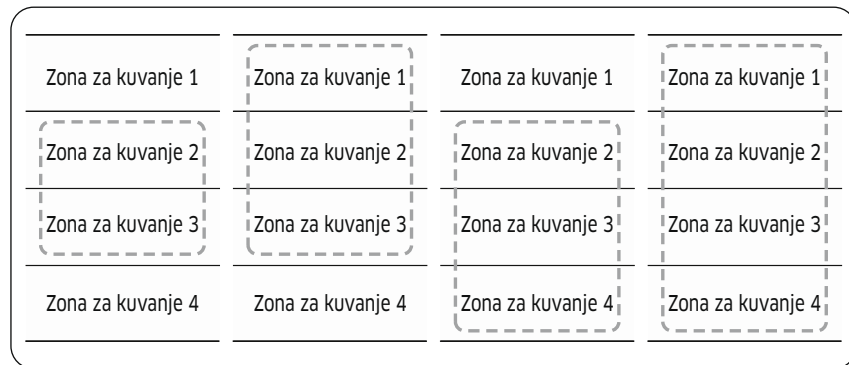 Zona za kuvanje 1 Zona za kuvanje 1 Zona za kuvanje 1 Zona za kuvanje 1
Zona za kuvanje 2 Zona za kuvanje 2 Zona za kuvanje 2 Zona za kuvanje 2
Zona za kuvanje 3 Zona za kuvanje 3 Zona za kuvanje 3 Zona za kuvanje 3
Zona za kuvanje 4 Zona za kuvanje 4 Zona za kuvanje 4 Zona za kuvanje 4